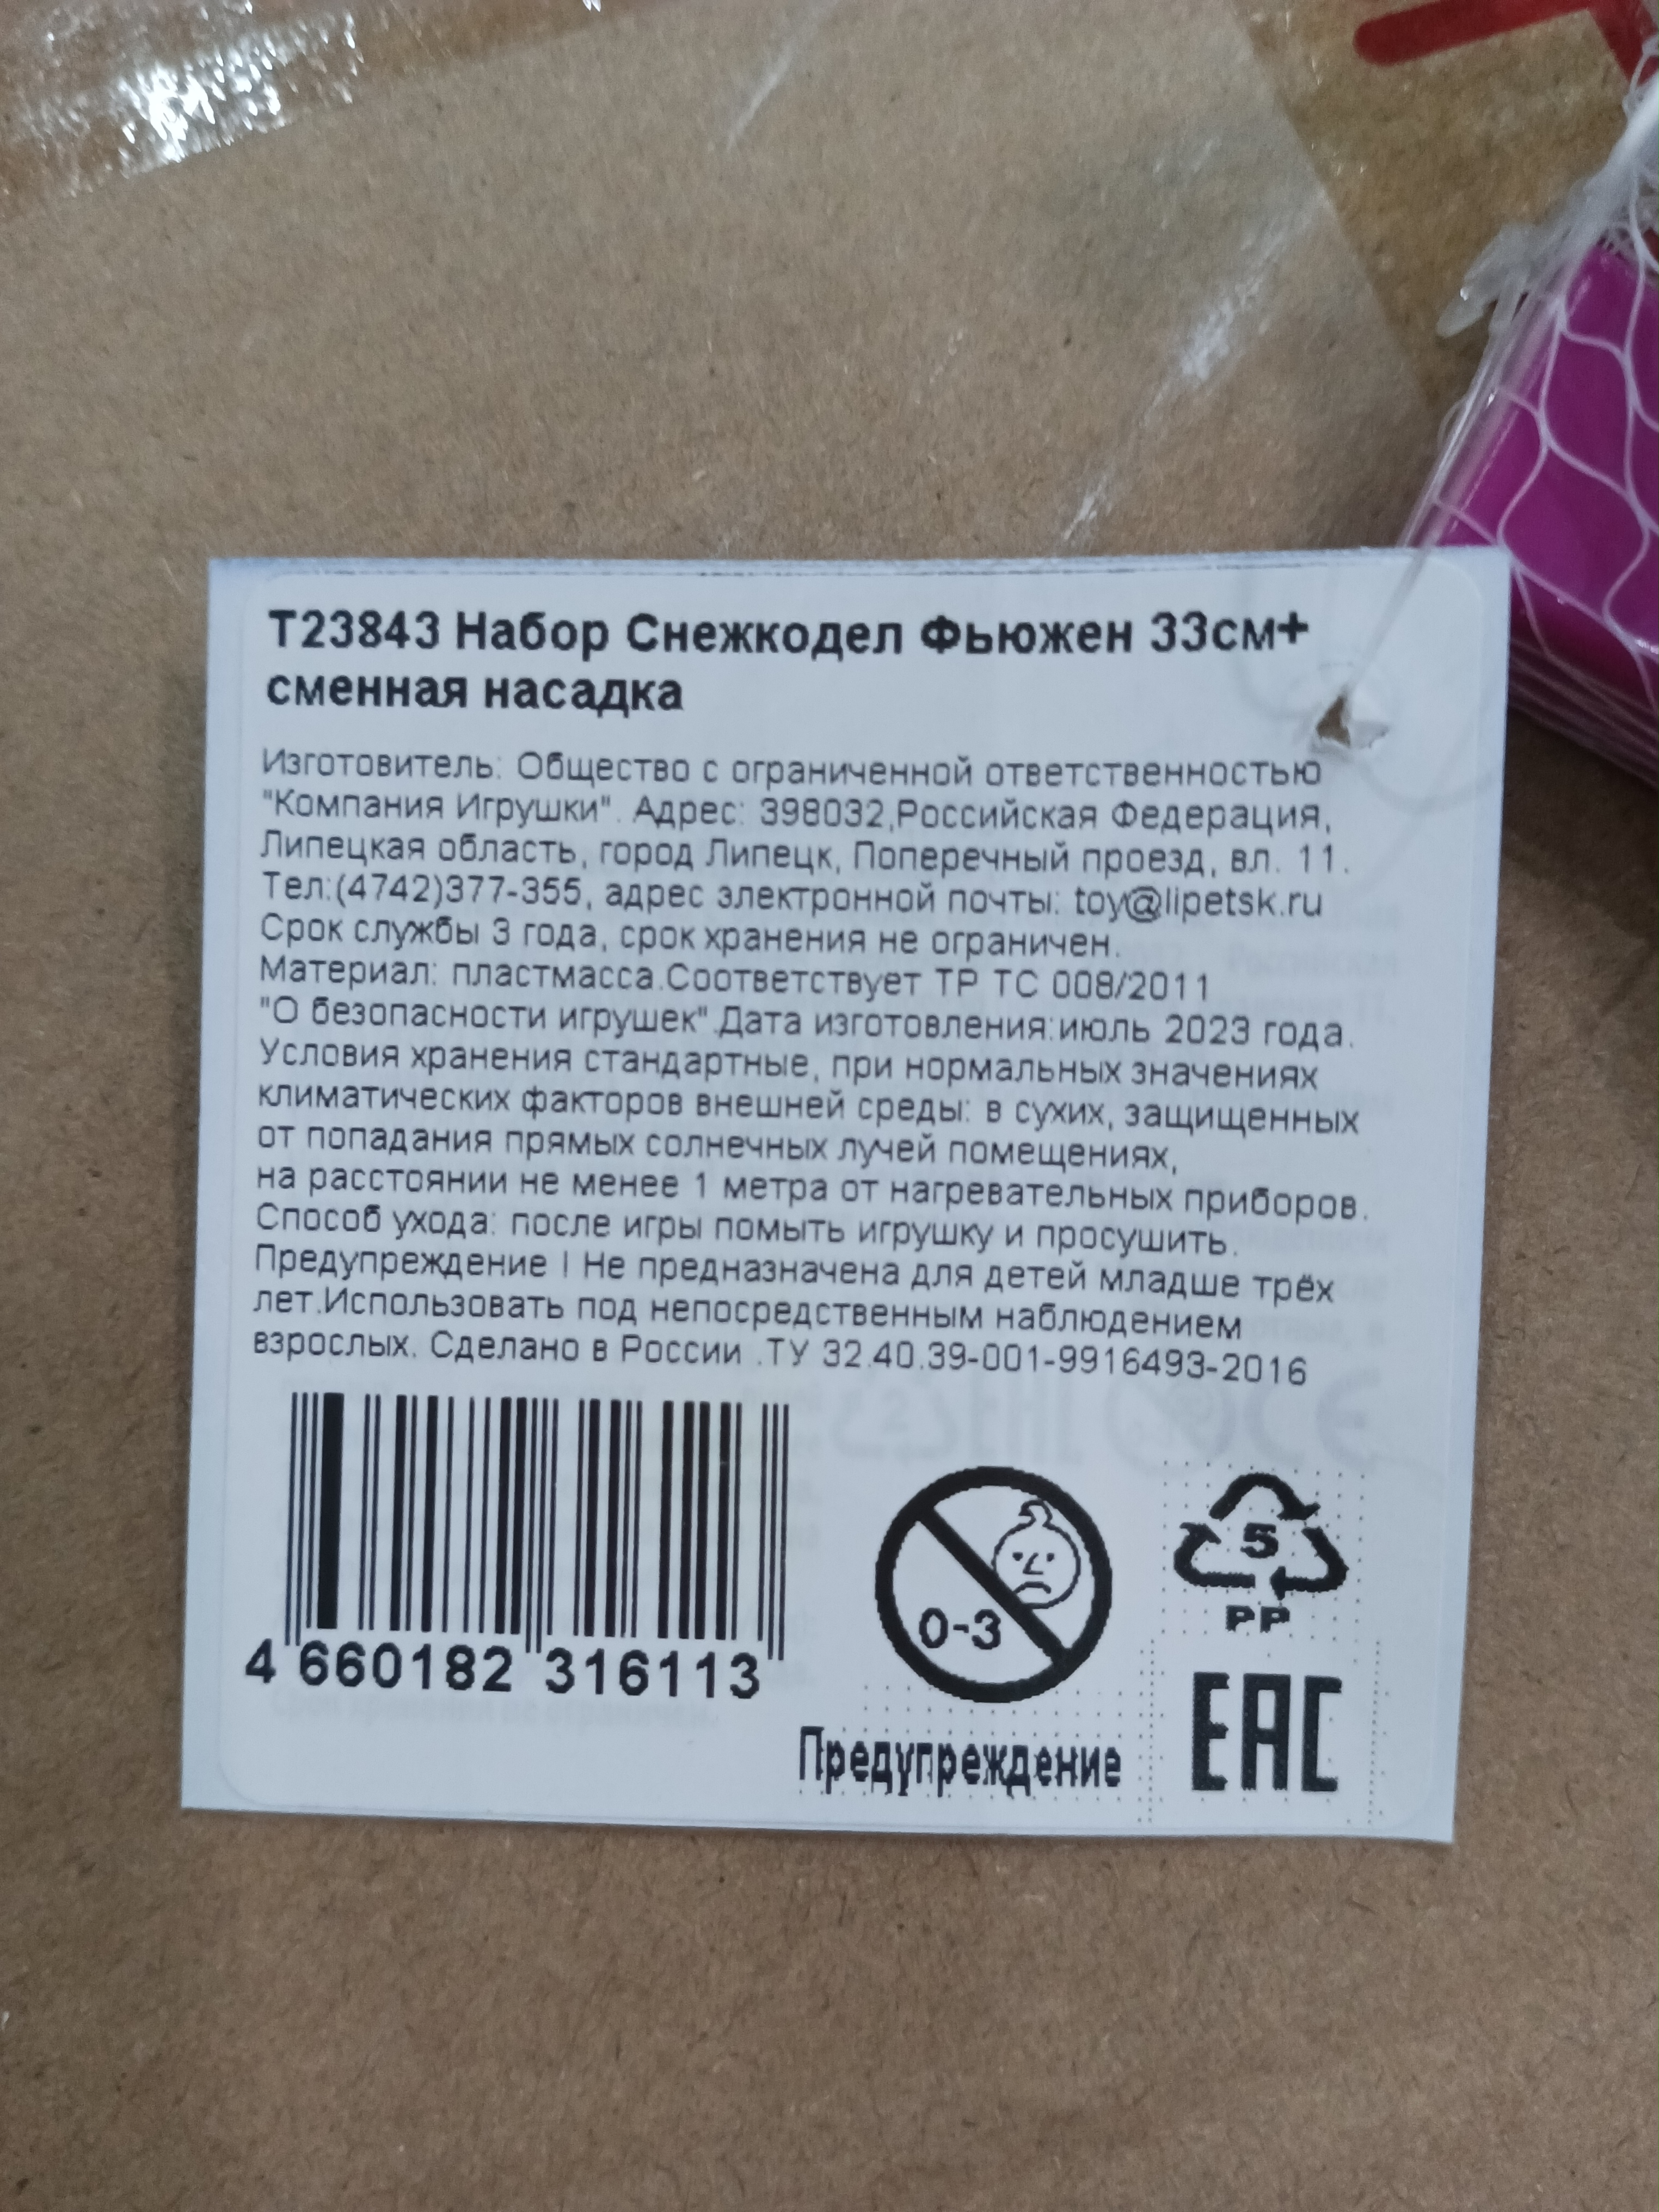 Т23843 Набор Снежкодел Фьюжен 33см+
сменная насадка
Изготовитель: Общество с ограниченной ответственностью
"Компания Игрушки". Адрес: 398032,Российская Федерация,
Липецкая область, город Липецк, Поперечный проезд, вл. 11.
Тел:(4742)377-355, адрес электронной почты: toy@lipetsk.ru
Срок службы 3 года, срок хранения не ограничен.
Материал: пластмасса.Соответствует ТР ТС 008/2011
"О безопасности игрушек".Дата изготовления:июль 2023 года.
Условия хранения стандартные, при нормальных значениях
климатических факторов внешней среды: в сухих, защищенных
от попадания прямых солнечных лучей помещениях,
на расстоянии не менее 1 метра от нагревательных приборов.
Способ ухода: после игры помыть игрушку и просушить.
Предупреждение ! Не предназначена для детей младше трёх
лет.Использовать под непосредственным наблюдением
взрослых. Сделано в России .ТУ 32.40.39-001-9916493-2016
4 660182 316113
0-3
5
PP
Предупреждение
EAC